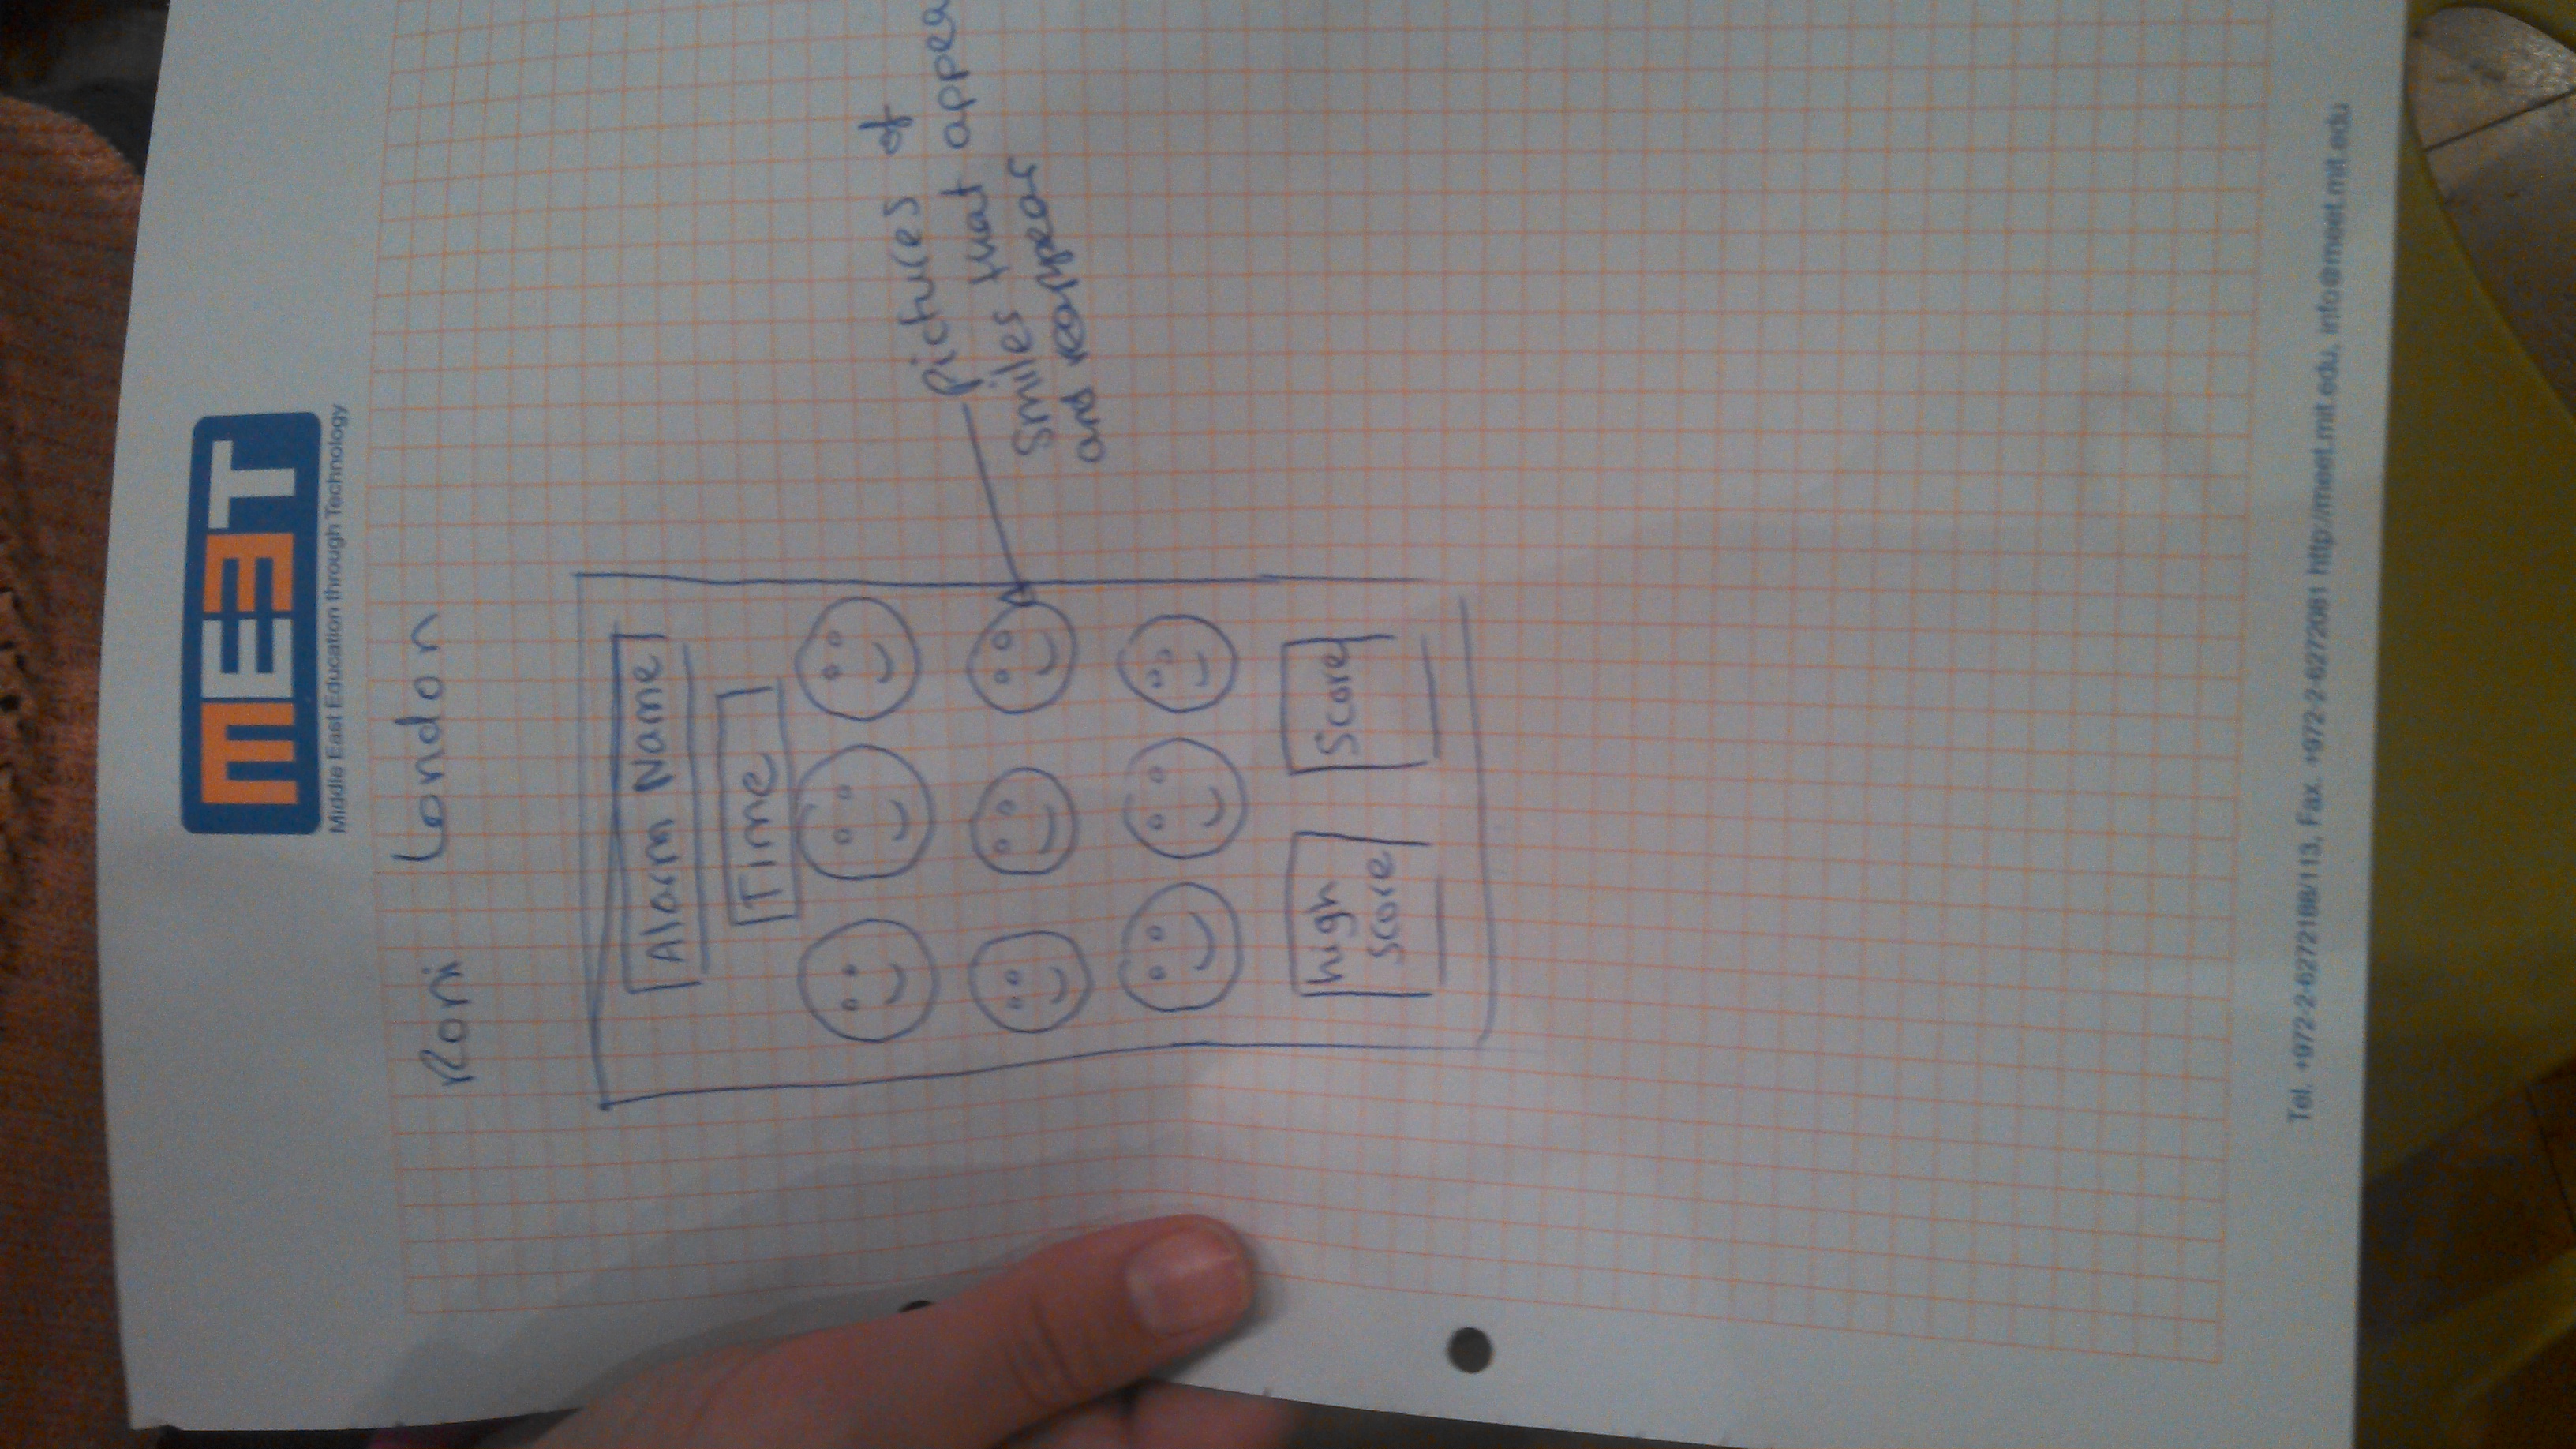 MEET
Middle East Education through Technology
Roni London
Alarm Name
Time
pictures of
smiles that appea
and reappear
high
score
Score
Tel. +972-2-6272188/113, Fax. +972-2-6272081 http://meet.mit.edu, info@meet.mit.edu